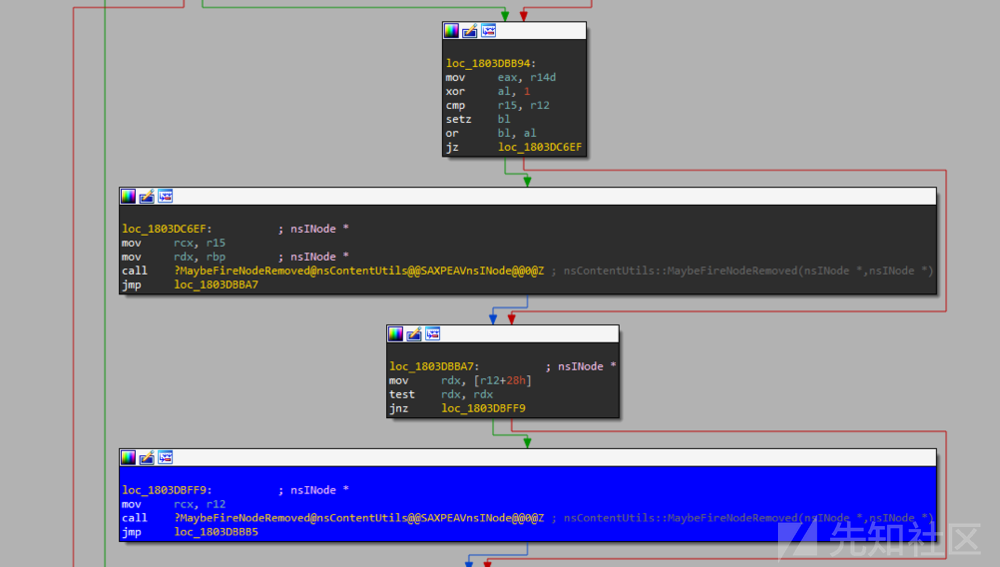 loc_1803DBB94:
mov     eax, r14d
xor     al, 1
cmp     r15, r12
setz    bl
or      bl, al
jz      loc_1803DC6EF
loc_1803DC6EF:          ; nsINode *
mov     rcx, r15
mov     rdx, rbp        ; nsINode *
call    ?MaybeFireNodeRemoved@nsContentUtils@@SAXPEAVnsINode@@0@Z ; nsContentUtils::MaybeFireNodeRemoved(nsINode *,nsINode *)
jmp     loc_1803DBBA7
loc_1803DBBA7:          ; nsINode *
mov     rdx, [r12+28h]
test    rdx, rdx
jnz     loc_1803DBFF9
loc_1803DBFF9:          ; nsINode *
mov     rcx, r12
call    ?MaybeFireNodeRemoved@nsContentUtils@@SAXPEAVnsINode@@0@Z ; nsContentUtils::MaybeFireNodeRemoved(nsINode *,nsINode *)
jmp     loc_1803DBBB5
先知社区